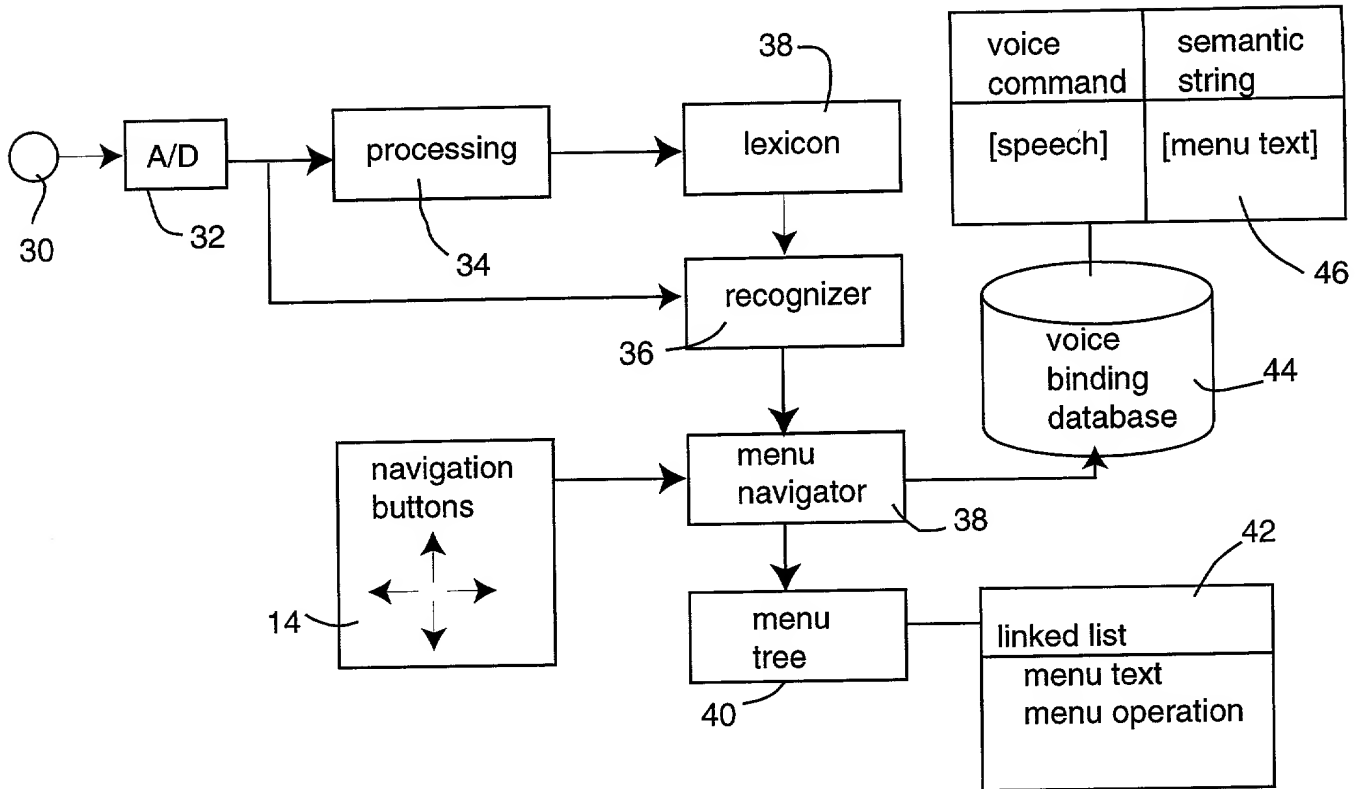 38
voice
command
semantic
string
A/D
processing
lexicon
[speech]
[menu text]
30
32
34
46
recognizer
36
voice
binding
database
44
navigation
buttons
menu
navigator
38
14
42
menu
tree
40
linked list
menu text
menu operation